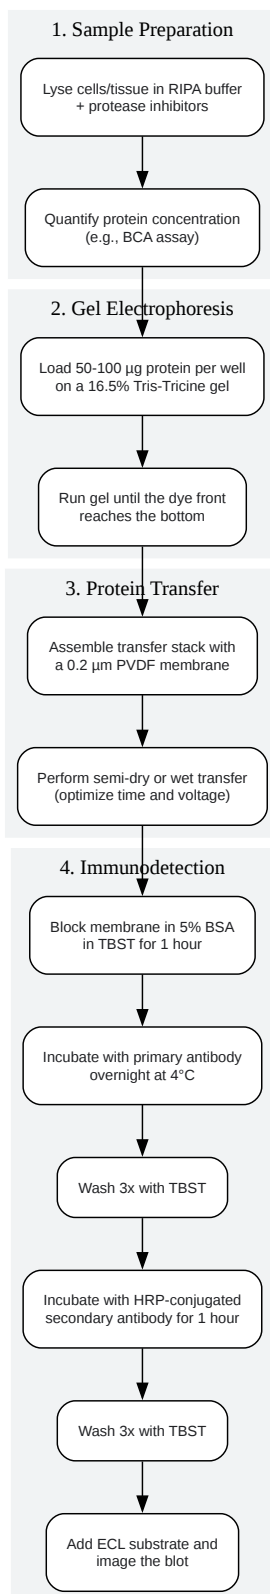 1. Sample Preparation
Lyse cells/tissue in RIPA buffer
+ protease inhibitors
Quantify protein concentration
(e.g., BCA assay)
2. Gel Electrophoresis
Load 50-100 µg protein per well
on a 16.5% Tris-Tricine gel
Run gel until the dye front
reaches the bottom
3. Protein Transfer
Assemble transfer stack with
a 0.2 µm PVDF membrane
Perform semi-dry or wet transfer
(optimize time and voltage)
4. Immunodetection
Block membrane in 5% BSA
in TBST for 1 hour
Incubate with primary antibody
overnight at 4°C
Wash 3x with TBST
Incubate with HRP-conjugated
secondary antibody for 1 hour
Wash 3x with TBST
Add ECL substrate and
image the blot